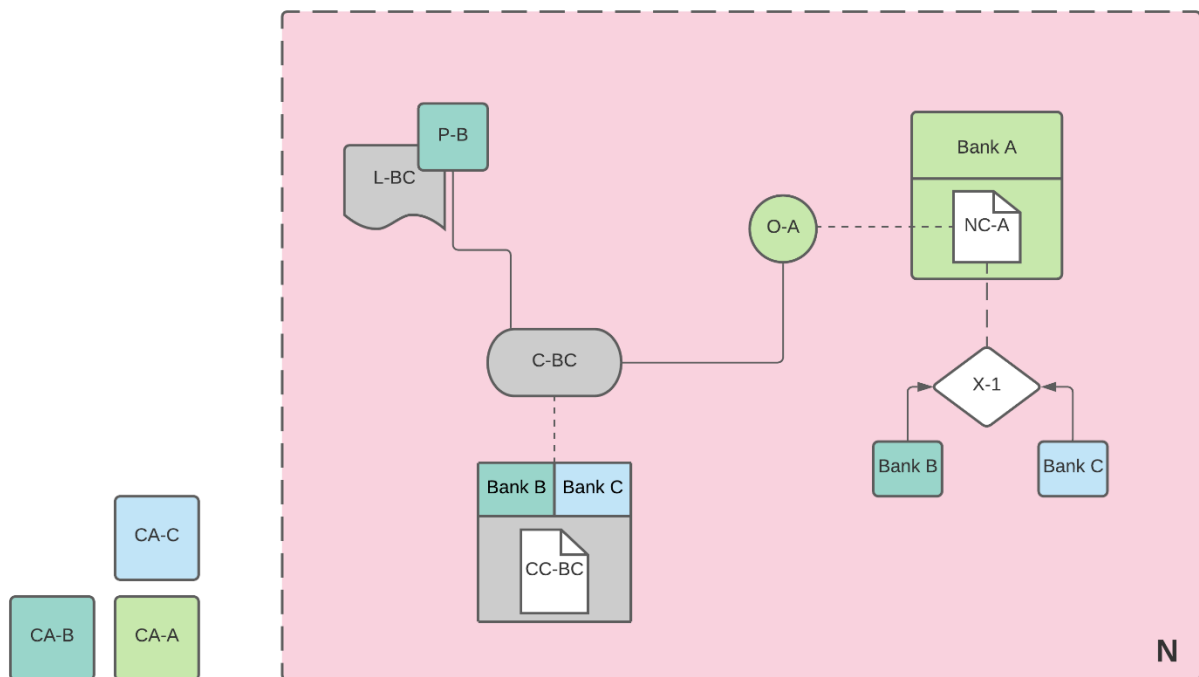 P-B
L-BC
Bank A
O-A
NC-A
C-BC
X-1
Bank B
Bank C
Bank B
Bank C
CC-BC
CA-C
CA-B
CA-A
N